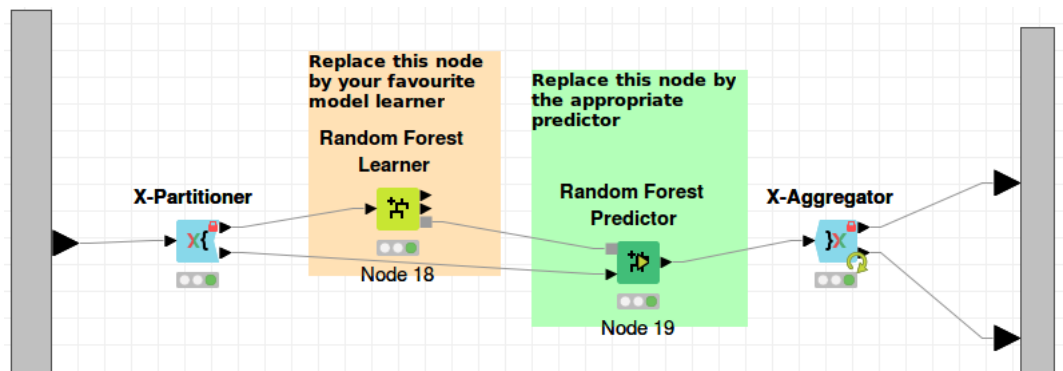 Replace this node
by your favourite
model learner
Replace this node by
the appropriate
predictor
Random Forest
Learner
X-Partitioner
Random Forest
Predictor
X-Aggregator
X{
}X
Node 18
Node 19